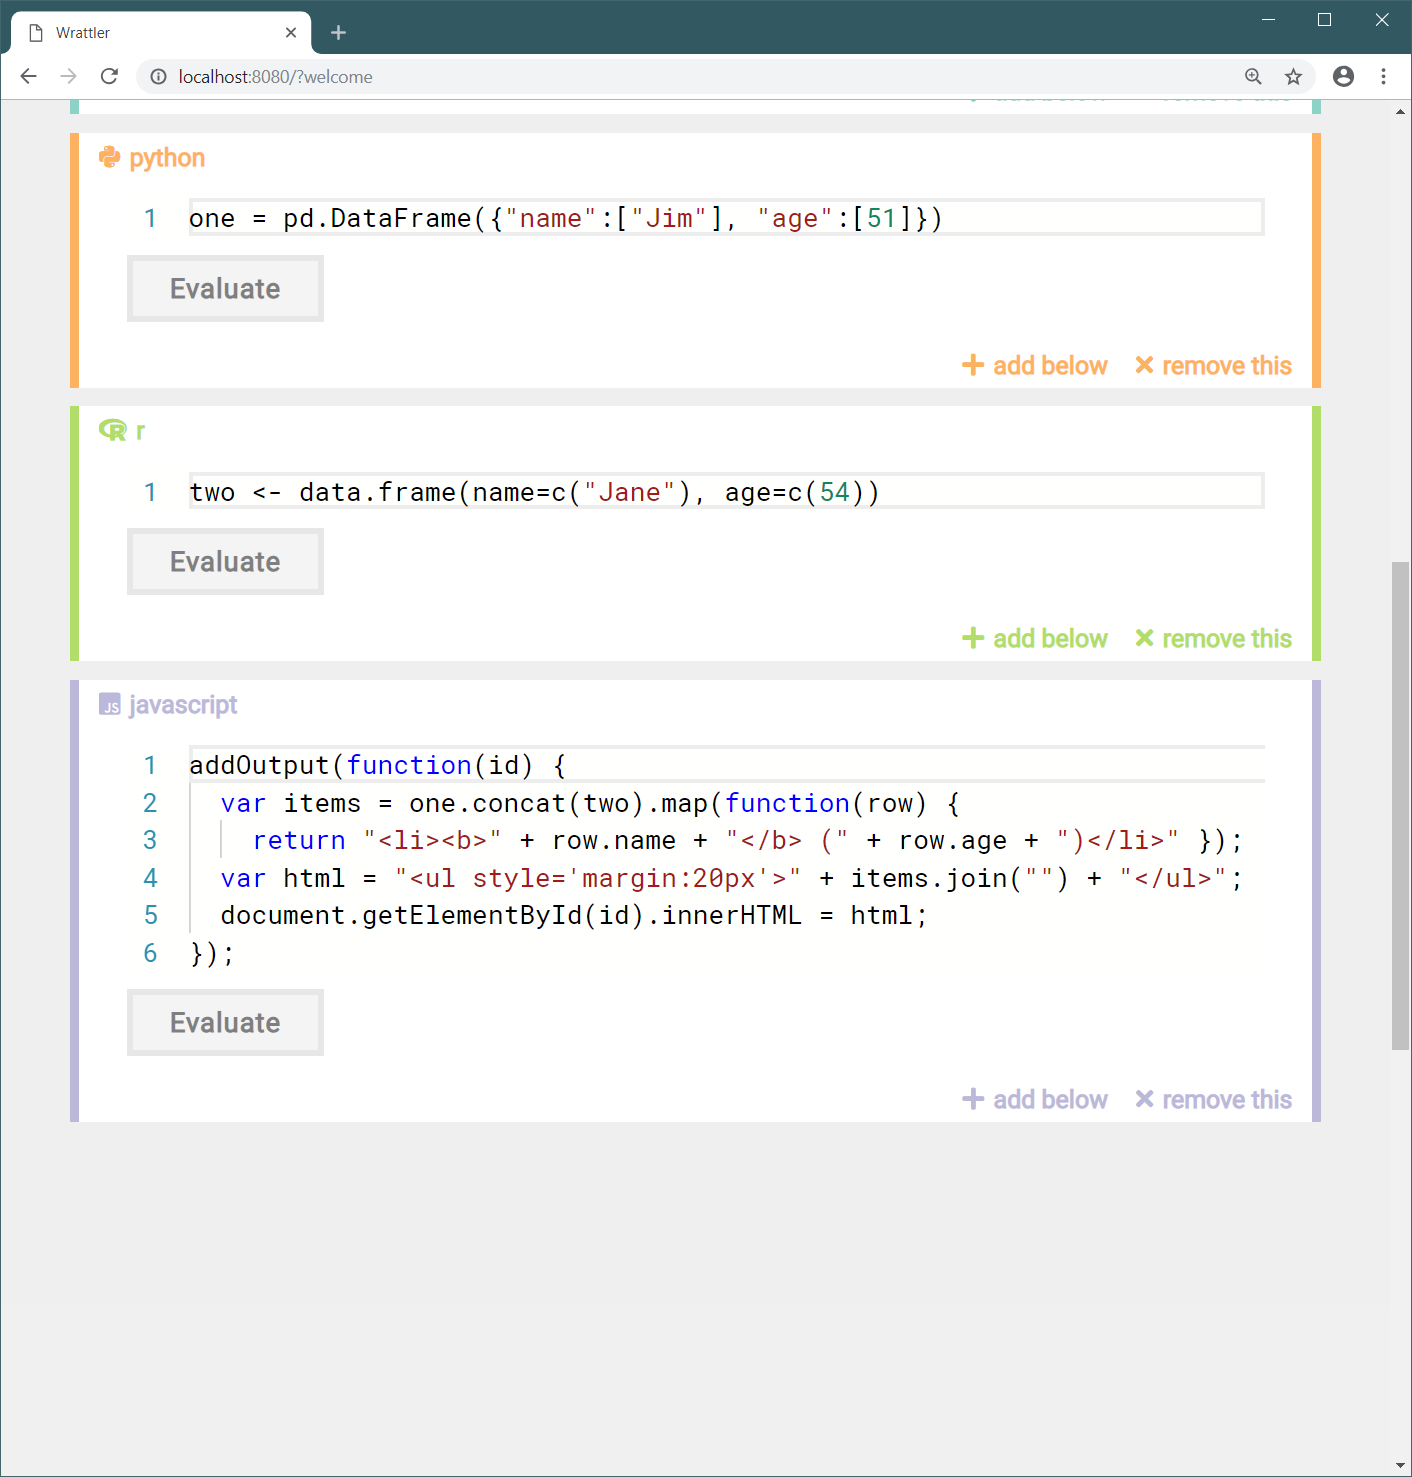 Wrattler
localhost:8080/?welcome
python
1 one = pd.DataFrame({"name":["Jim"], "age":[51]})
Evaluate
add below remove this
R r
1 two <- data.frame(name=c("Jane"), age=c(54))
Evaluate
add below remove this
JS javascript
1 addOutput(function(id) {
2   var items = one.concat(two).map(function(row) {
3     return "<li><b>" + row.name + "</b> (" + row.age + ")</li>" });
4   var html = "<ul style='margin:20px'>" + items.join("") + "</ul>";
5   document.getElementById(id).innerHTML = html;
6 });
Evaluate
add below remove this